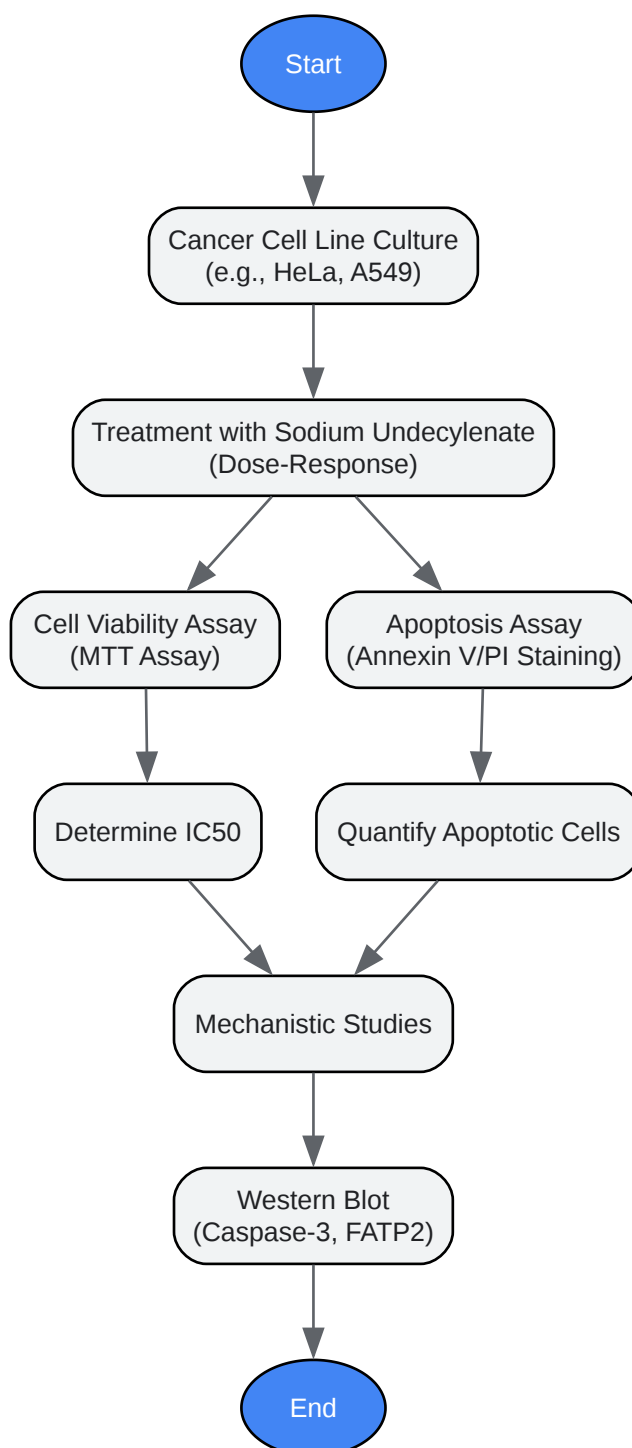 Start
Cancer Cell Line Culture
(e.g., HeLa, A549)
Treatment with Sodium Undecylenate
(Dose-Response)
Cell Viability Assay
(MTT Assay)
Apoptosis Assay
(Annexin V/PI Staining)
Determine IC50
Quantify Apoptotic Cells
Mechanistic Studies
Western Blot
(Caspase-3, FATP2)
End